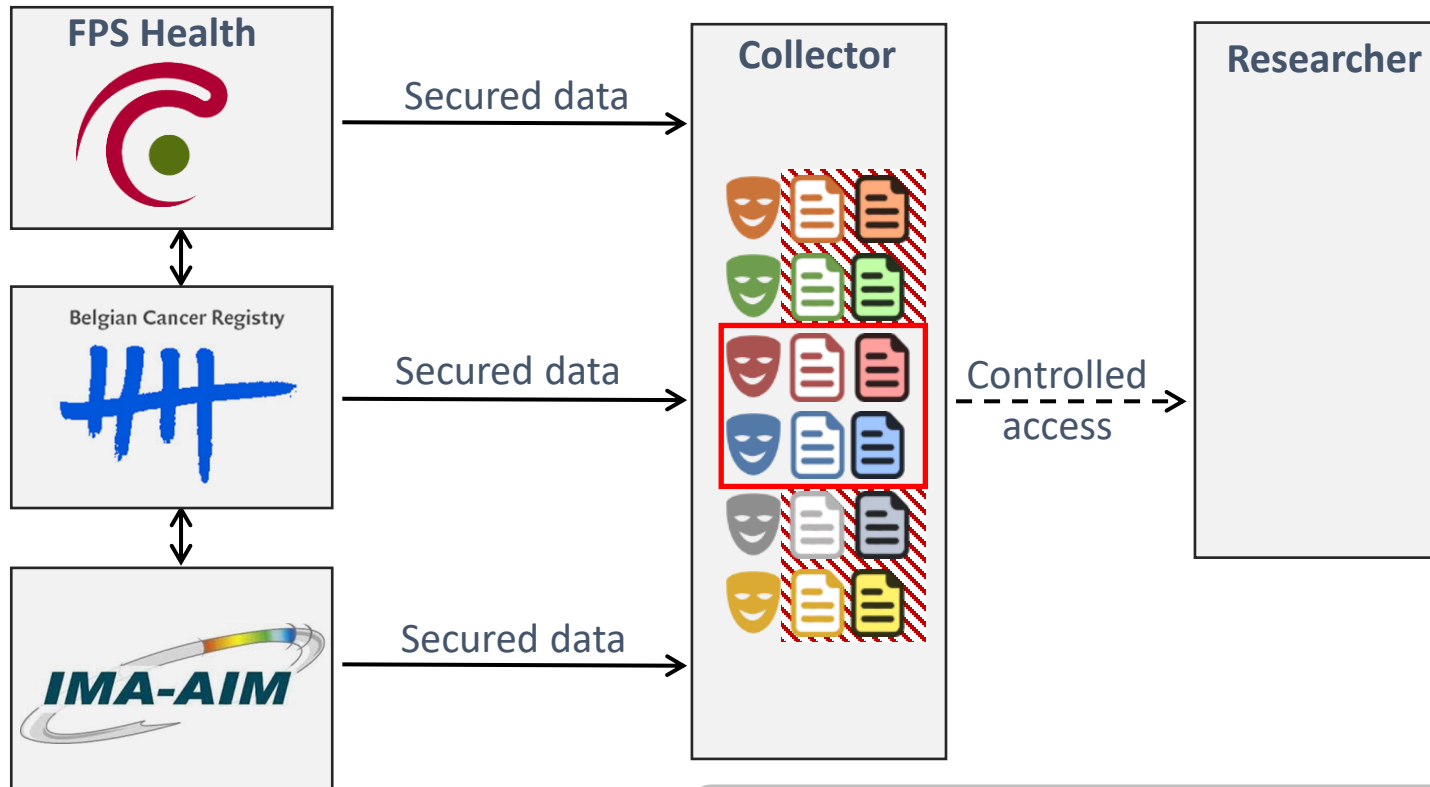 FPS Health
Secured data
Collector
Researcher
Belgian Cancer Registry
Secured data
Controlled
access
IMA-AIM
Secured data